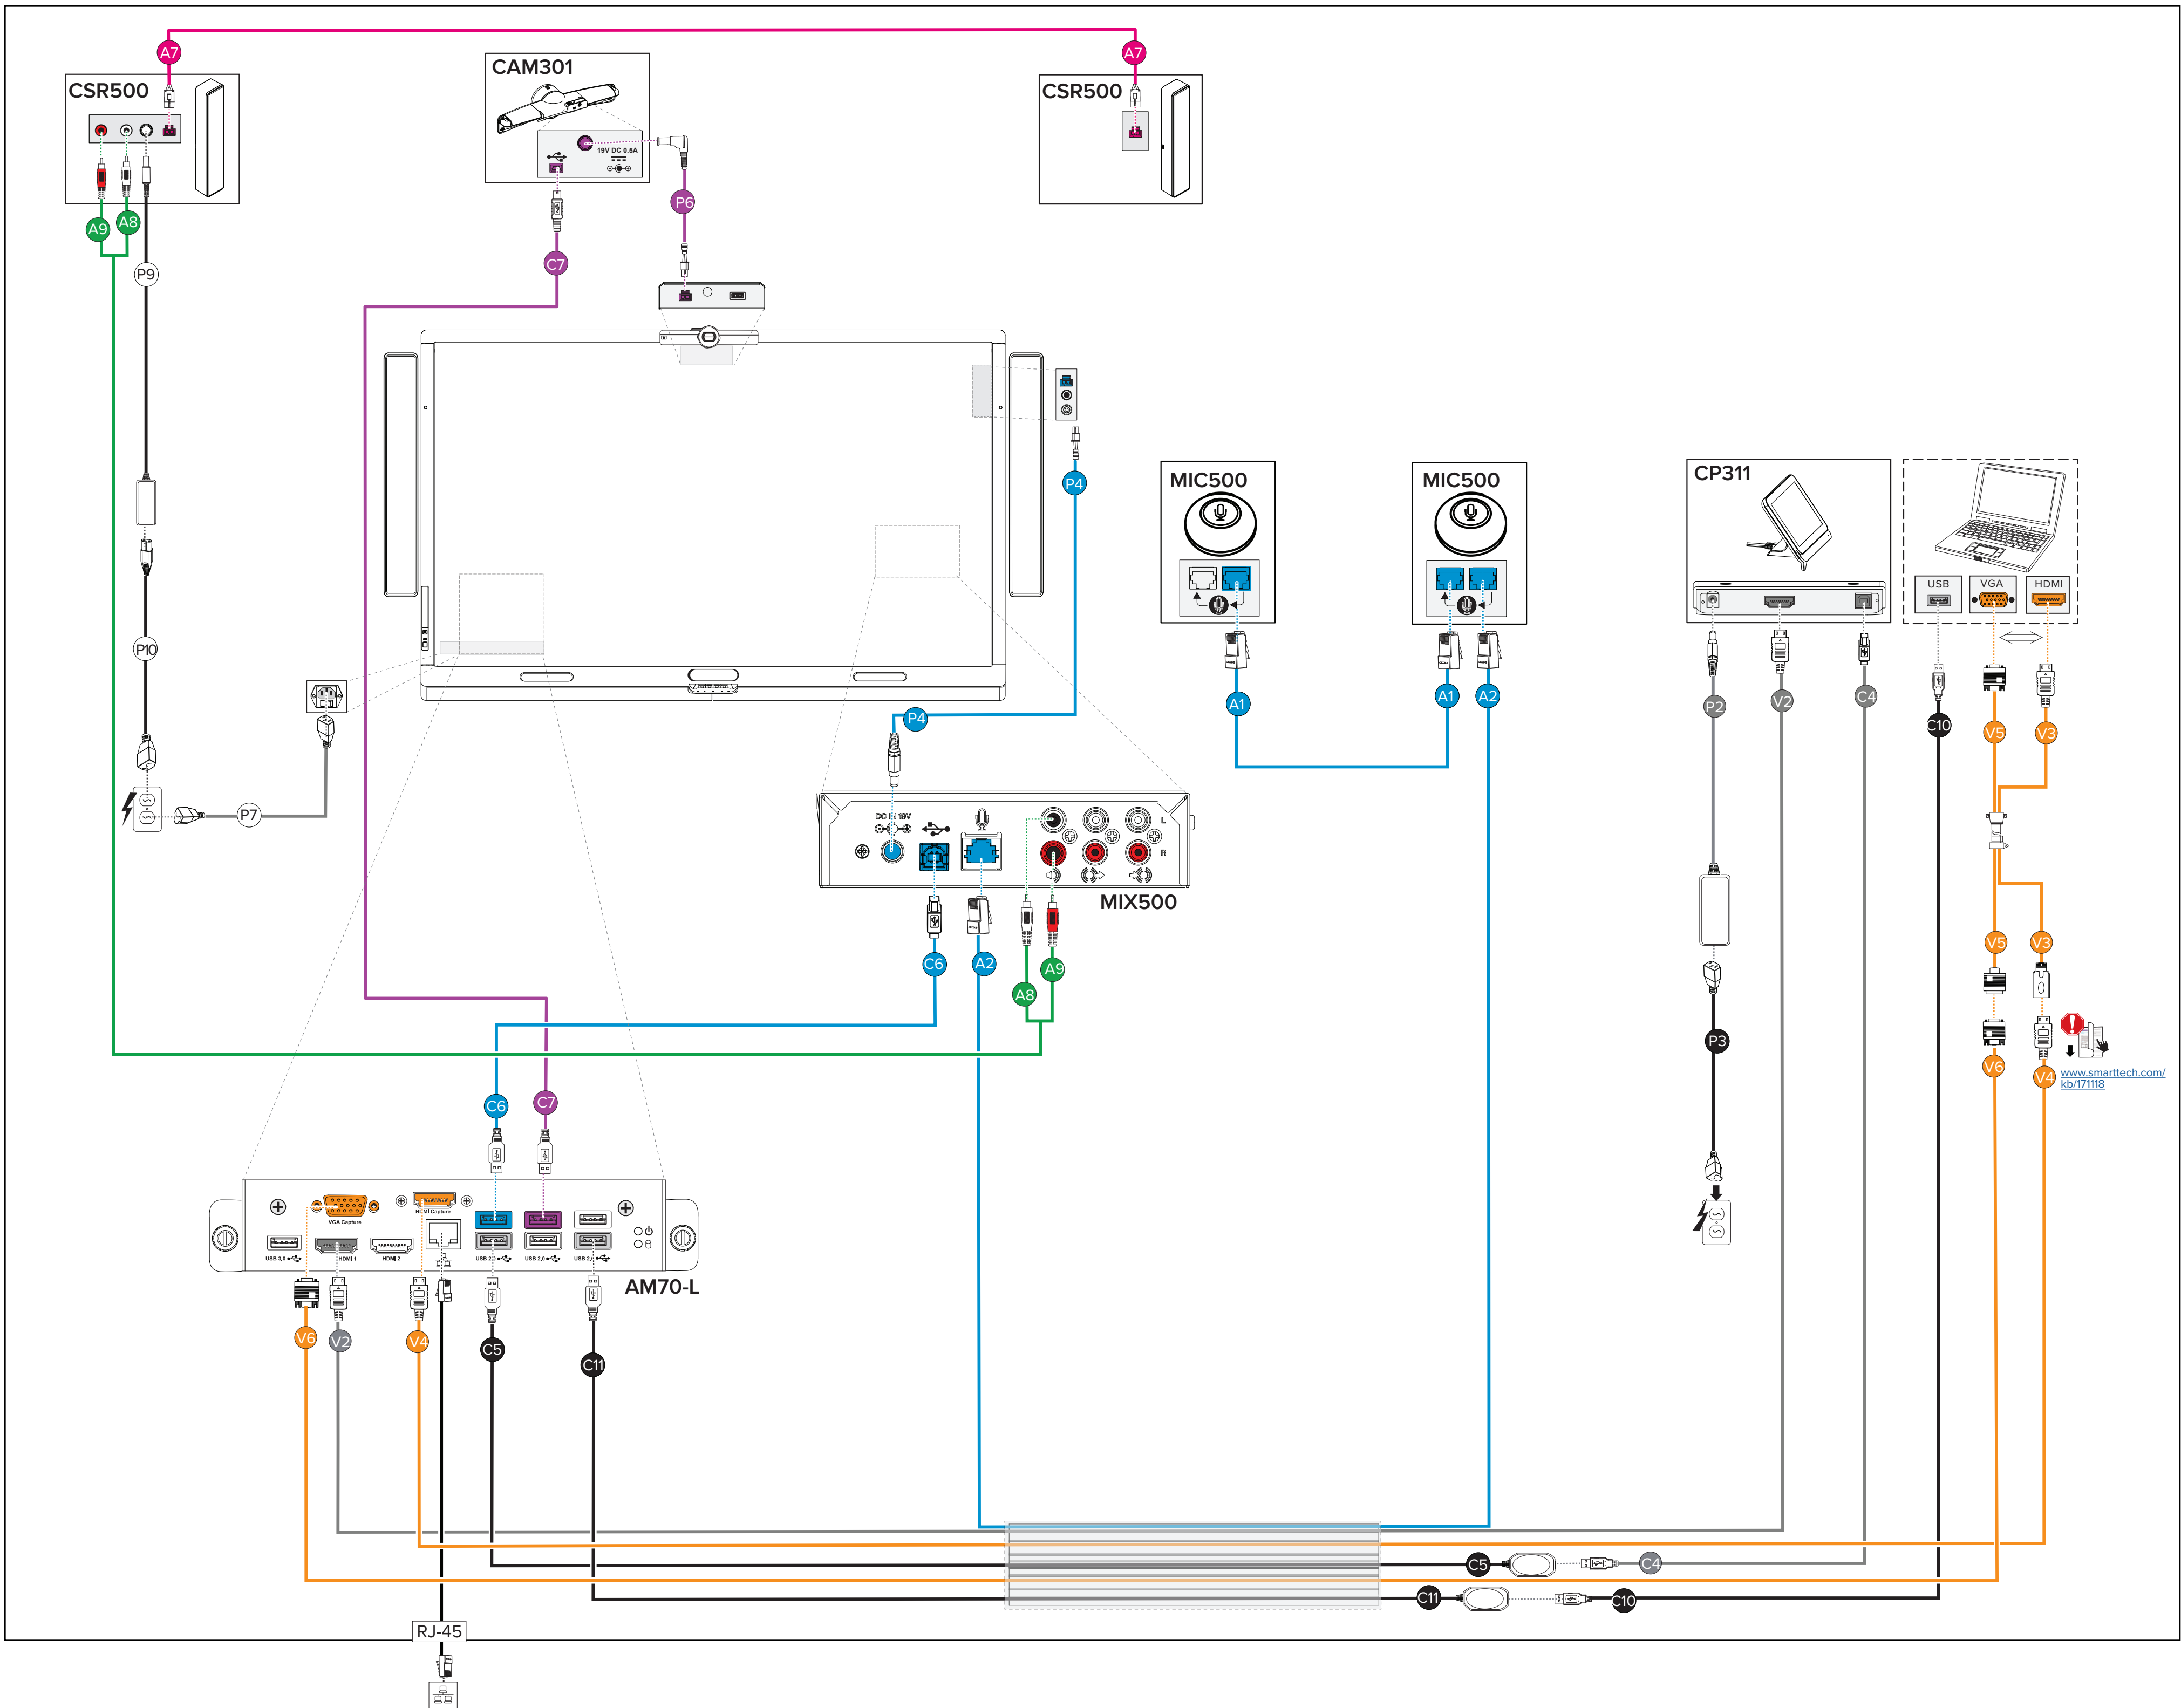 A7
A7
CSR500
CAM301
19V DC 0.5A
CSR500
A9
A8
P6
C7
P9
P4
MIC500
MIC500
CP311
USB
VGA
HDMI
P10
A1
A1
A2
P2
V2
C4
C10
V5
V3
P4
P7
DC IN 19V
L
R
MIX500
C6
A2
A8
A9
V5
V3
P3
V6
V4
www.smarttech.com/
kb/171118
C6
C7
VGA Capture
HDMI Capture
USB 3,0
HDMI 1
HDMI 2
USB 2,0
USB 2,0
USB 2,0
AM70-L
V6
V2
V4
C5
C11
C5
C4
C11
C10
RJ-45